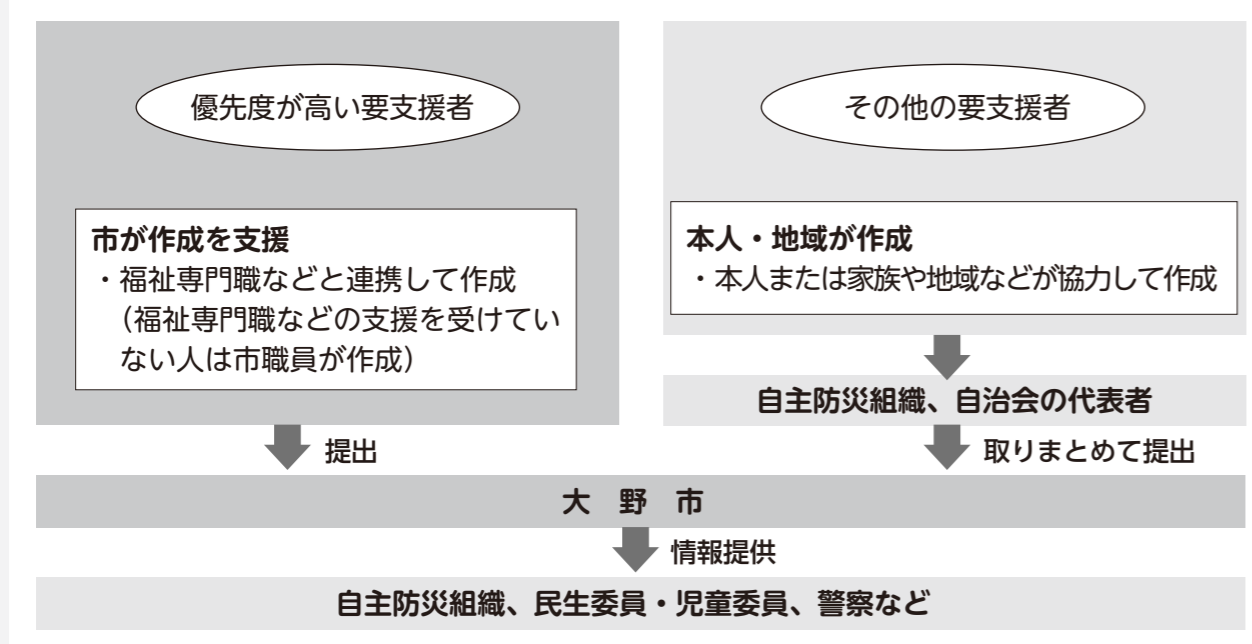 優先度が高い要支援者
市が作成を支援
・福祉専門職などと連携して作成
（福祉専門職などの支援を受けてい
ない人は市職員が作成）
提出
その他の要支援者
本人・地域が作成
・本人または家族や地域などが協力して作成
自主防災組織、自治会の代表者
取りまとめて提出
大 野 市
情報提供
自主防災組織、民生委員・児童委員、警察など